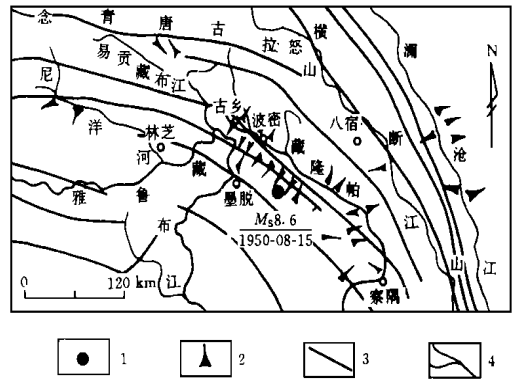 念青唐古拉怒山
横断山
澜沧江
N
易贡藏布江
尼洋河
古乡
波密
八宿
林芝
藏隆帕
江
雅鲁藏布江
墨脱
Ms8.6
1950-08-15
察隅
0 120 km
1 2 3 4